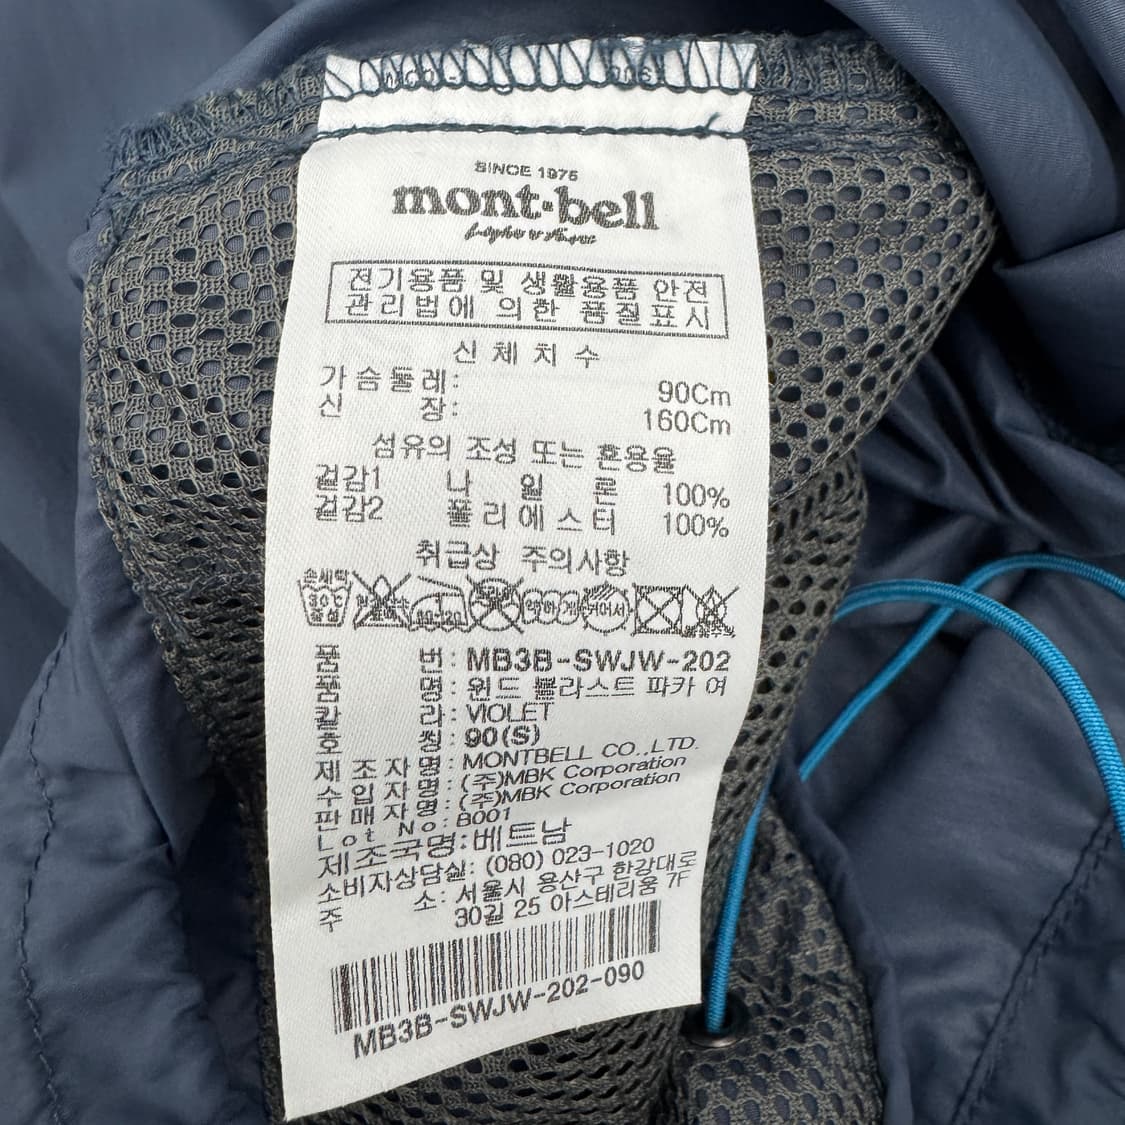 SINCE 1975
mont-bell
전기용품 및 생활용품 안전
관리법에 의한 품질표시
신체치수
가슴둘레: 90Cm
신장: 160Cm
섬유의 조성 또는 혼용율
겉감1 나일론 100%
겉감2 폴리에스터 100%
취급상 주의사항
손세탁
품번: MB3B-SWJW-202
품명: 윈드 블라스트 파카 여
칼라: VIOLET
호칭: 90(S)
제조자명: MONTBELL CO.,LTD.
수입자명: (주)MBK Corporation
판매자명: (주)MBK Corporation
Lot No: B001
제조국명: 베트남
소비자상담실: (080) 023-1020
주소: 서울시 용산구 한강대로
30길 25 아스테리움 7F
MB3B-SWJW-202-090